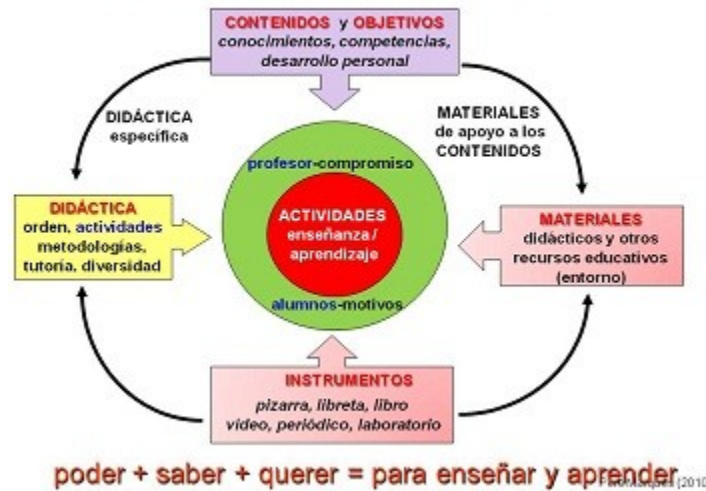 CONTENIDOS y OBJETIVOS
conocimientos, competencias,
desarrollo personal
DIDÁCTICA
específica
MATERIALES
de apoyo a los
CONTENIDOS
profesor-compromiso
DIDÁCTICA
orden, actividades
metodologías,
tutoría, diversidad
ACTIVIDADES
enseñanza /
aprendizaje
MATERIALES
didácticos y otros
recursos educativos
(entorno)
alumnos-motivos
INSTRUMENTOS
pizarra, libreta, libro
vídeo, periódico, laboratorio
poder + saber + querer = para enseñar y aprender
(2010